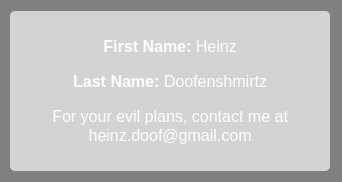 First Name: Heinz
Last Name: Doofenshmirtz
For your evil plans, contact me at
heinz.doof@gmail.com